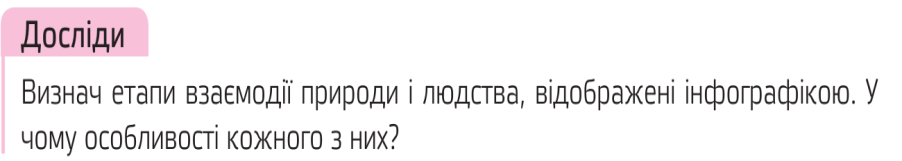 Досліди
Визнач етапи взаємодії природи і людства, відображені інфографікою. У
чому особливості кожного з них?